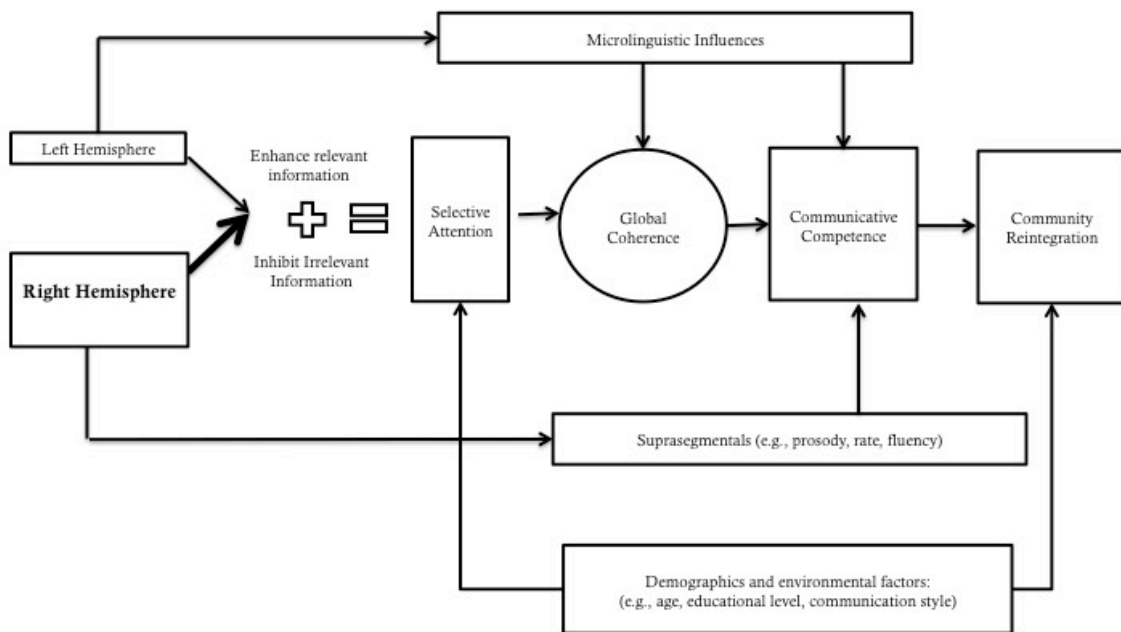 Microlinguistic Influences
Left Hemisphere
Enhance relevant
information
Selective
Attention
Global
Coherence
Communicative
Competence
Community
Reintegration
Inhibit Irrelevant
Information
Right Hemisphere
Suprasegmentals (e.g., prosody, rate, fluency)
Demographics and environmental factors:
(e.g., age, educational level, communication style)